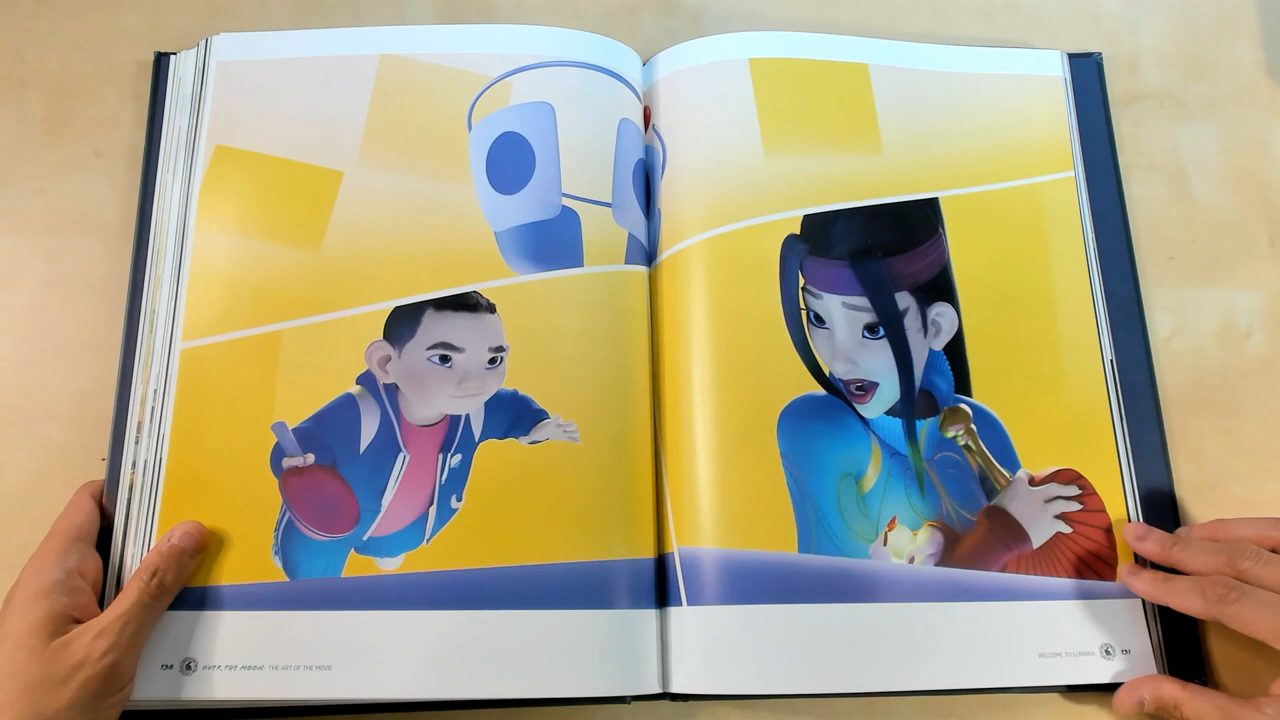 130 OVER THE MOON: THE ART OF THE MOVIE
WELCOME TO LUNARIA 131